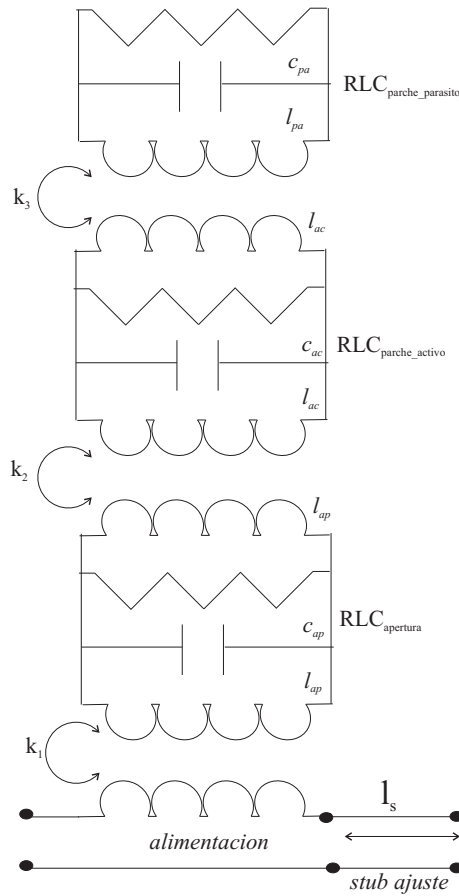 c_pa
RLC_parche_parasito
l_pa
k_3
l_ac
c_ac
RLC_parche_activo
l_ac
k_2
l_ap
c_ap
RLC_apertura
l_ap
k_1
l_s
alimentacion
stub ajuste